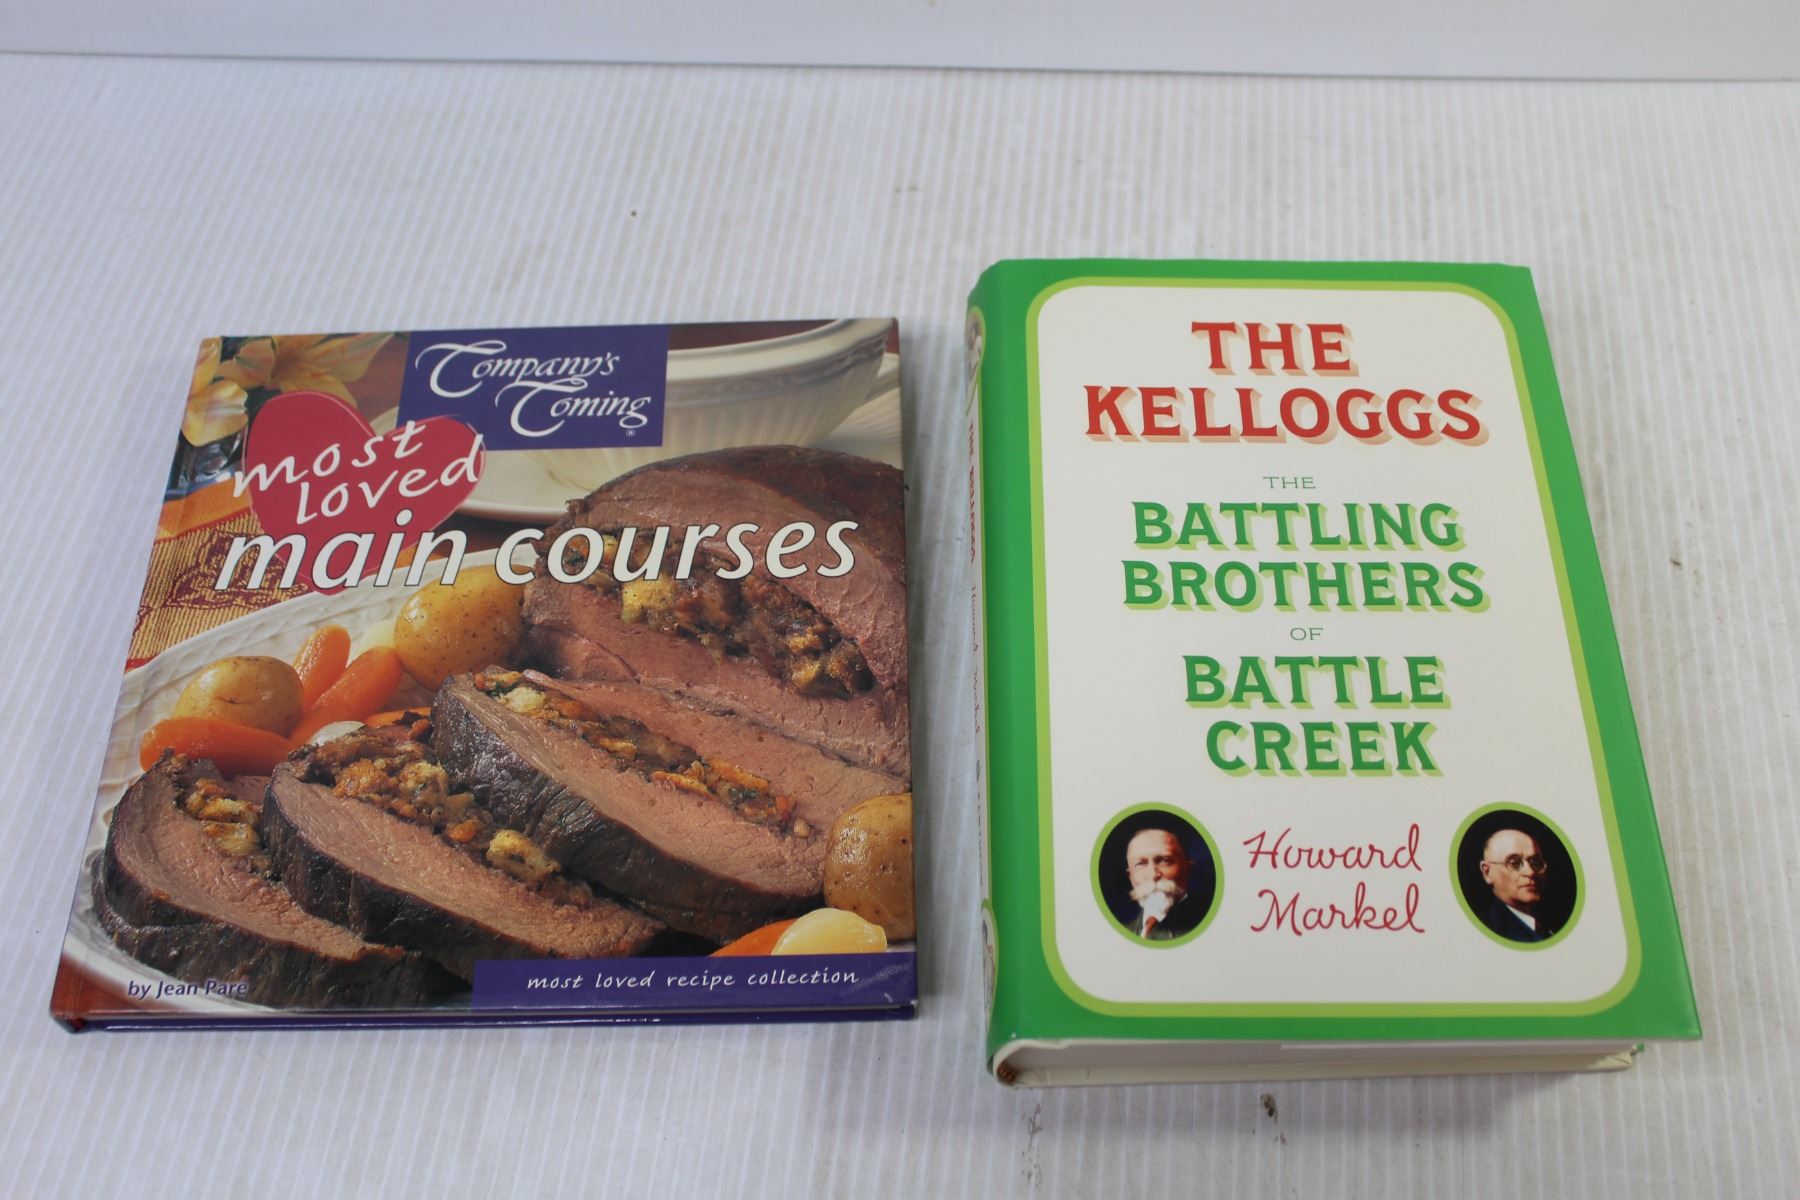 Company's
Coming
®
most
loved
main courses
by Jean Paré
most loved recipe collection
THE
KELLOGGS
THE
BATTLING
BROTHERS
OF
BATTLE
CREEK
Howard
Markel